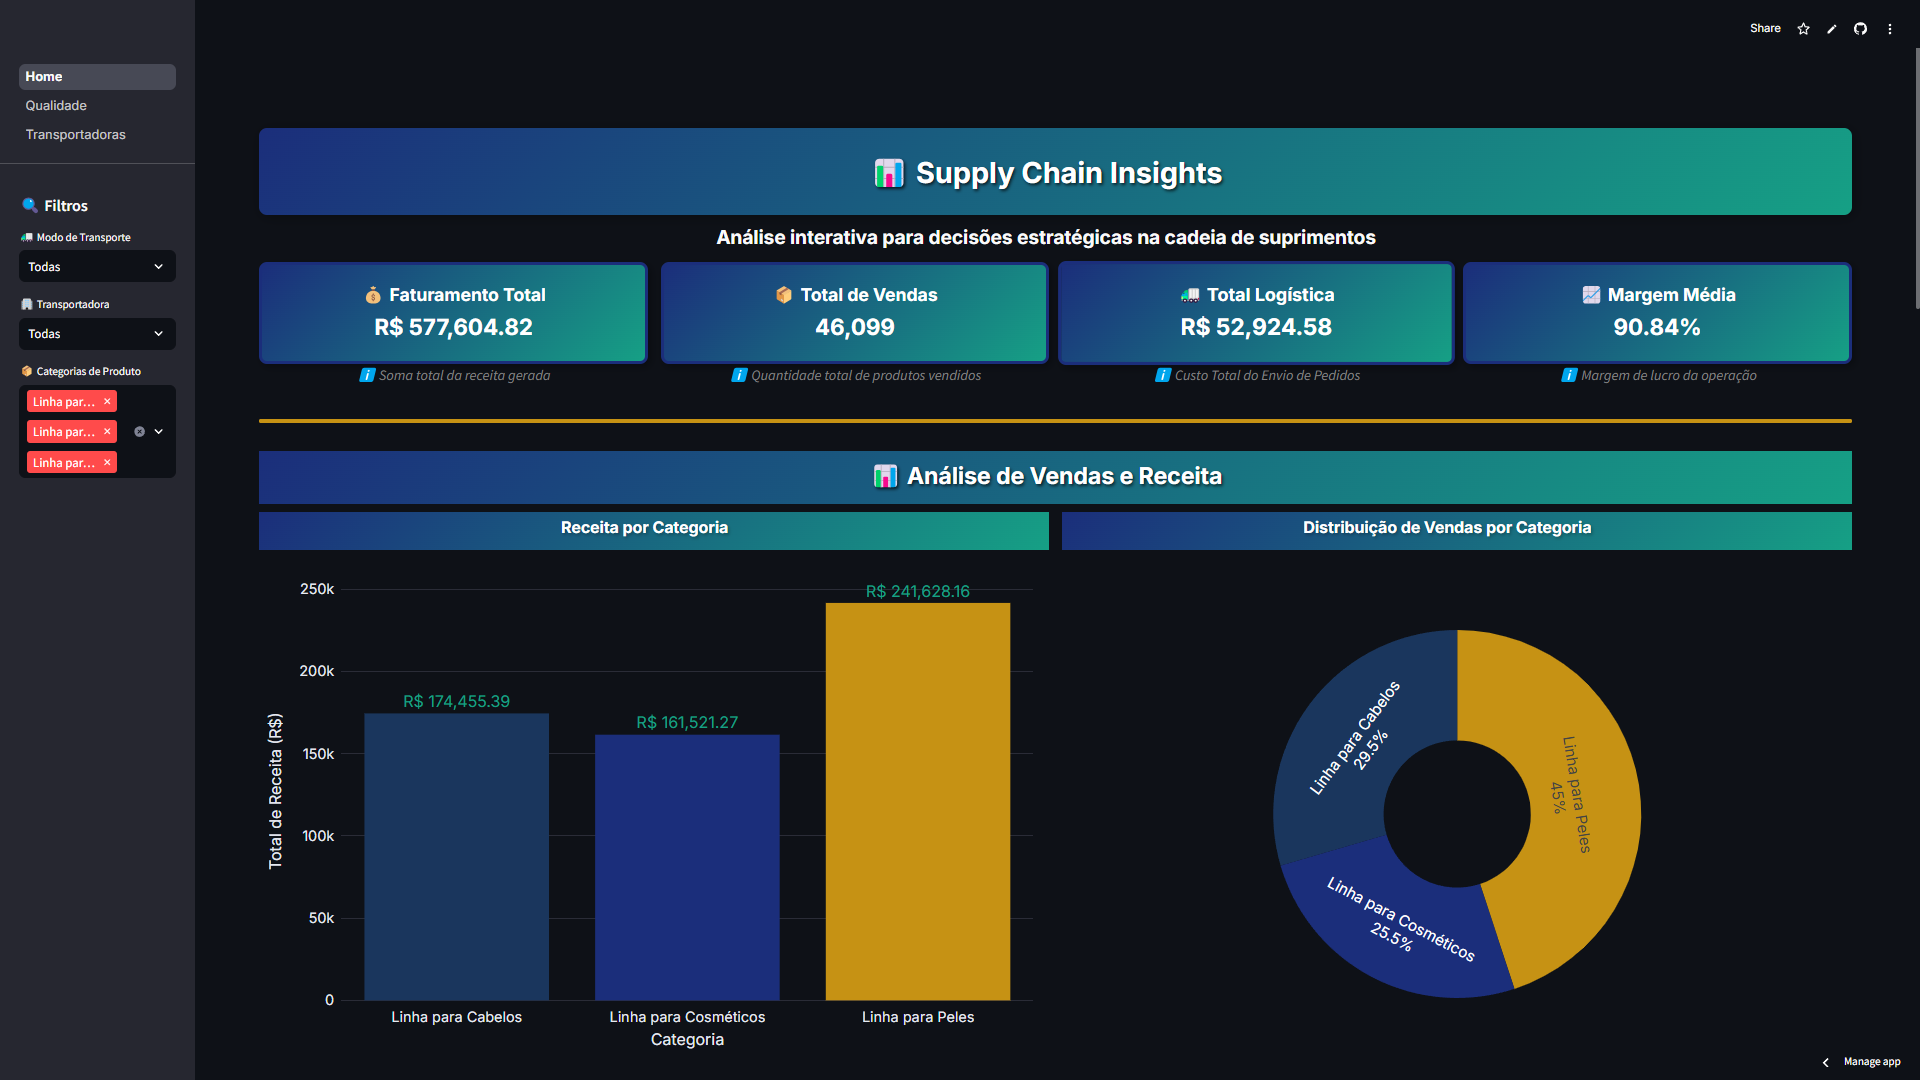 Share
Home
Qualidade
Transportadoras
Filtros
Modo de Transporte
Todas
Transportadora
Todas
Categorias de Produto
Linha par...
Linha par...
Linha par...
Supply Chain Insights
Análise interativa para decisões estratégicas na cadeia de suprimentos
Faturamento Total
R$ 577,604.82
Soma total da receita gerada
Total de Vendas
46,099
Quantidade total de produtos vendidos
Total Logística
R$ 52,924.58
Custo Total do Envio de Pedidos
Margem Média
90.84%
Margem de lucro da operação
Análise de Vendas e Receita
Receita por Categoria
250k
200k
150k
100k
50k
0
Total de Receita (R$)
R$ 174,455.39
R$ 161,521.27
R$ 241,628.16
Linha para Cabelos
Linha para Cosméticos
Linha para Peles
Categoria
Distribuição de Vendas por Categoria
Linha para Cabelos
29.5%
Linha para Peles
45%
Linha para Cosméticos
25.5%
Manage app